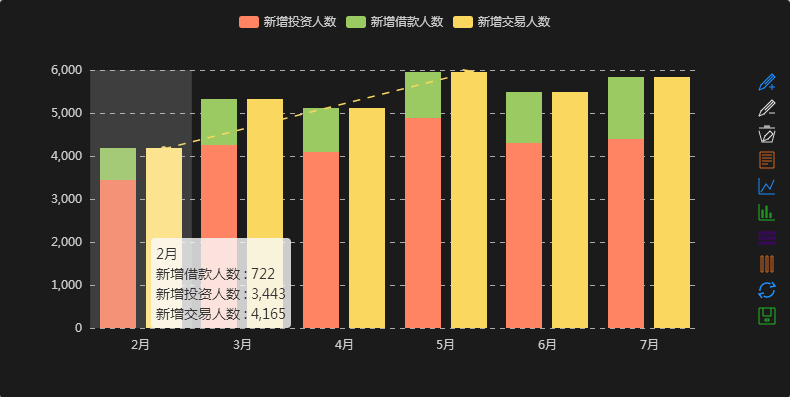 新增投资人数 新增借款人数 新增交易人数
6,000
5,000
4,000
3,000
2,000
1,000
0
2月
新增借款人数 : 722
新增投资人数 : 3,443
新增交易人数 : 4,165
2月 3月 4月 5月 6月 7月